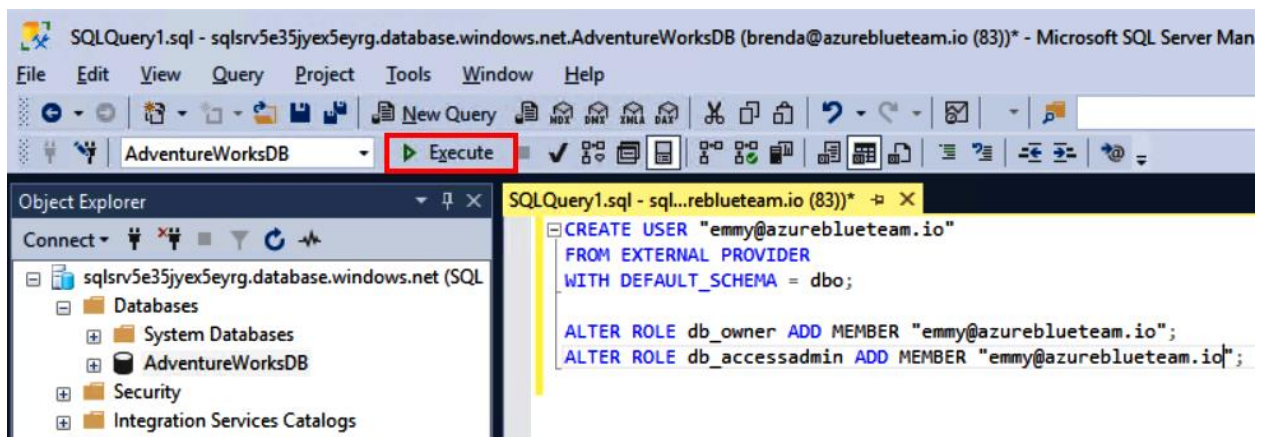 SQLQuery1.sql - sqlsrv5e35jyex5eyrg.database.windows.net.AdventureWorksDB (brenda@azureblueteam.io (83))* - Microsoft SQL Server Man
File Edit View Query Project Tools Window Help
New Query MDX DMX XMLA DAX
AdventureWorksDB Execute
Object Explorer
SQLQuery1.sql - sql...reblueteam.io (83))*
Connect
sqlsrv5e35jyex5eyrg.database.windows.net (SQL
Databases
System Databases
AdventureWorksDB
Security
Integration Services Catalogs
CREATE USER "emmy@azureblueteam.io"
FROM EXTERNAL PROVIDER
WITH DEFAULT_SCHEMA = dbo;
ALTER ROLE db_owner ADD MEMBER "emmy@azureblueteam.io";
ALTER ROLE db_accessadmin ADD MEMBER "emmy@azureblueteam.io";